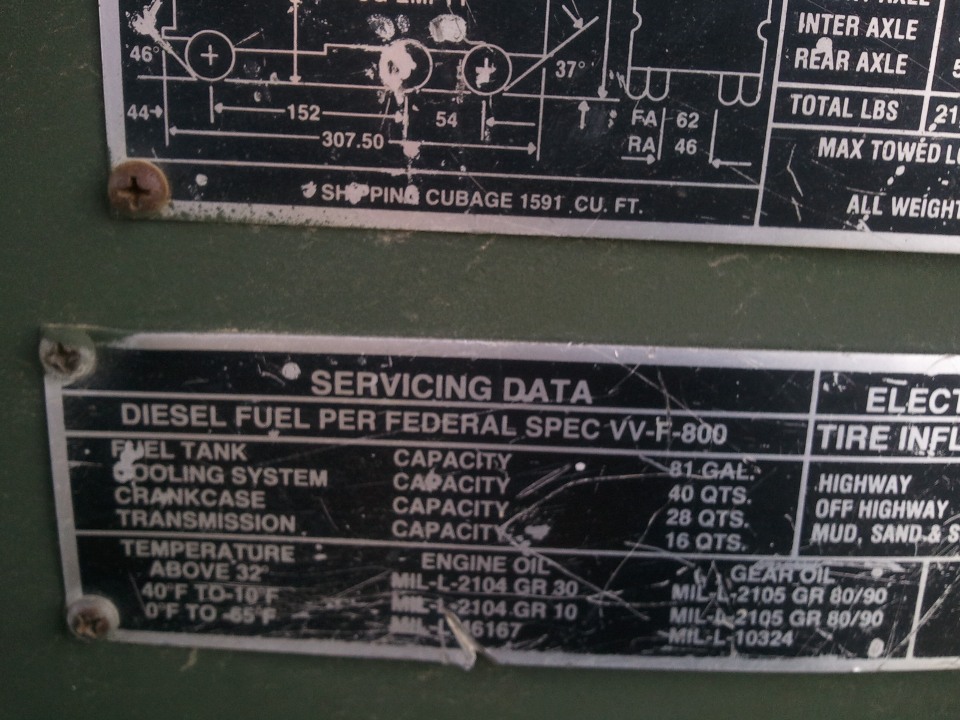 46°
37°
44
152
54
307.50
FA 62
RA 46
SHIPPING CUBAGE 1591 CU. FT.
INTER AXLE
REAR AXLE
TOTAL LBS 21
MAX TOWED
ALL WEIGHT
SERVICING DATA
DIESEL FUEL PER FEDERAL SPEC VV-F-800
FUEL TANK CAPACITY 81 GAL.
COOLING SYSTEM CAPACITY 40 QTS.
CRANKCASE CAPACITY 28 QTS.
TRANSMISSION CAPACITY 16 QTS.
TEMPERATURE ENGINE OIL GEAR OIL
ABOVE 32° MIL-L-2104 GR 30 MIL-L-2105 GR 80/90
40°F TO-10°F MIL-L-2104 GR 10 MIL-L-2105 GR 80/90
0°F TO -65°F MIL-L-46167 MIL-L-10324
ELECT
TIRE INFL
HIGHWAY
OFF HIGHWAY
MUD, SAND & S